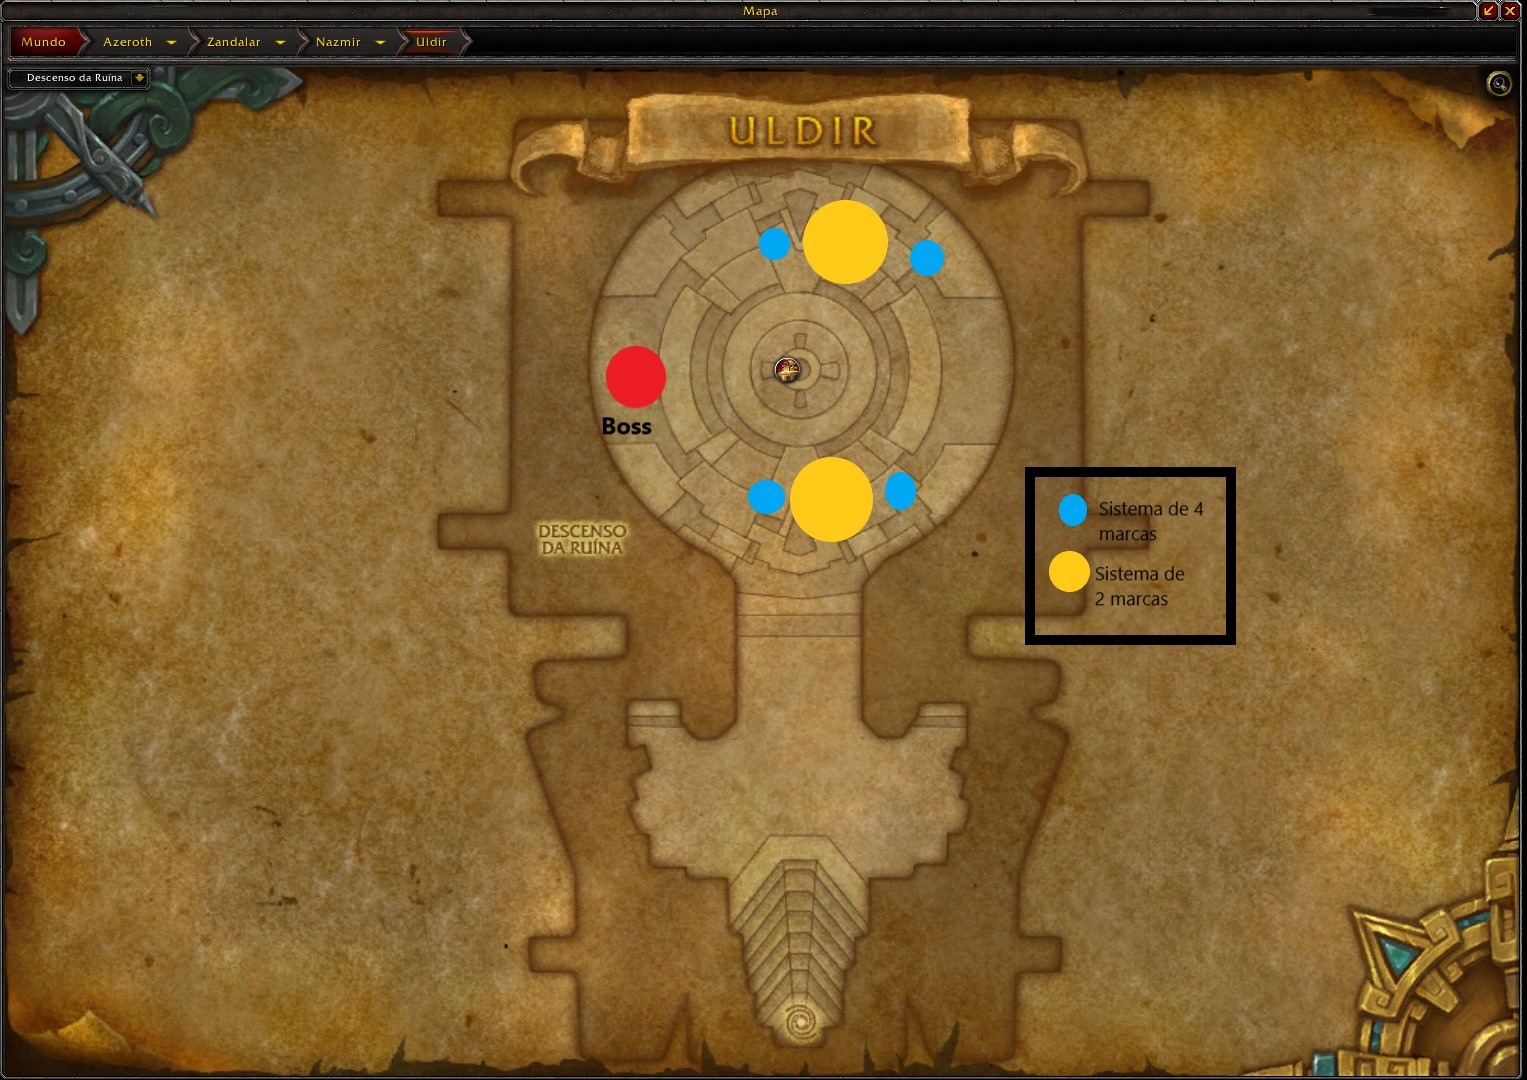 Mapa
Mundo Azeroth Zandalar Nazmir Uldir
Descenso da Ruína
ULDIR
Boss
DESCENSO
DA RUÍNA
Sistema de 4
marcas
Sistema de
2 marcas